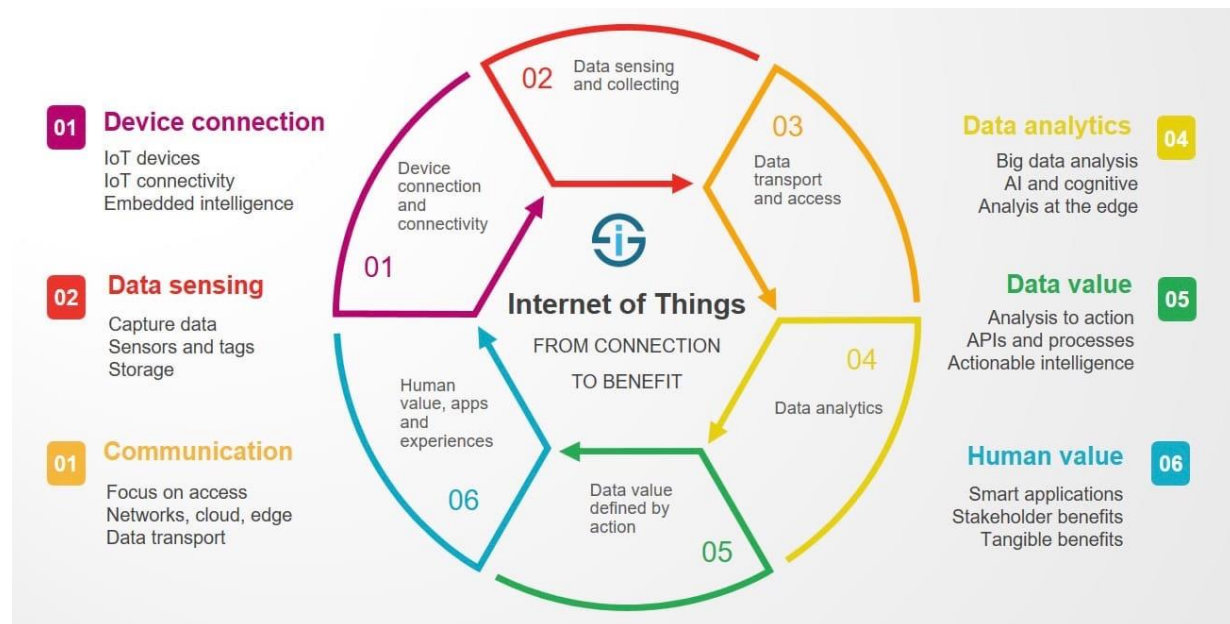 01 Device connection
IoT devices
IoT connectivity
Embedded intelligence
02 Data sensing
Capture data
Sensors and tags
Storage
01 Communication
Focus on access
Networks, cloud, edge
Data transport
Device
connection
and
connectivity
01
02 Data sensing
and collecting
03
Data
transport
and access
04
Data analytics
Data value
defined by
action
05
Human
value, apps
and
experiences
06
SiG
Internet of Things
FROM CONNECTION
TO BENEFIT
Data analytics 04
Big data analysis
AI and cognitive
Analyis at the edge
Data value 05
Analysis to action
APIs and processes
Actionable intelligence
Human value 06
Smart applications
Stakeholder benefits
Tangible benefits